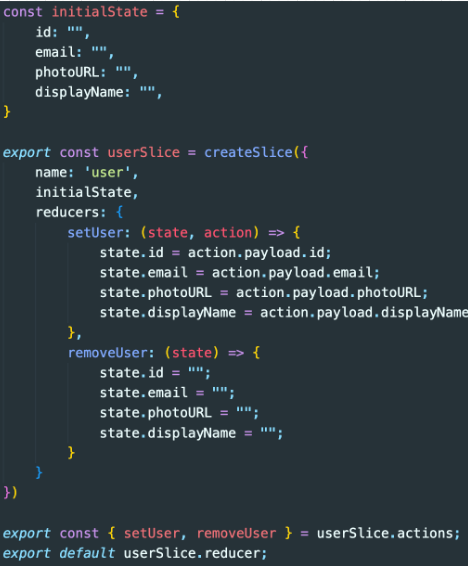 const initialState = {
    id: "",
    email: "",
    photoURL: "",
    displayName: "",
}

export const userSlice = createSlice({
    name: 'user',
    initialState,
    reducers: {
        setUser: (state, action) => {
            state.id = action.payload.id;
            state.email = action.payload.email;
            state.photoURL = action.payload.photoURL;
            state.displayName = action.payload.displayName
        },
        removeUser: (state) => {
            state.id = "";
            state.email = "";
            state.photoURL = "";
            state.displayName = "";
        }
    }
})

export const { setUser, removeUser } = userSlice.actions;
export default userSlice.reducer;